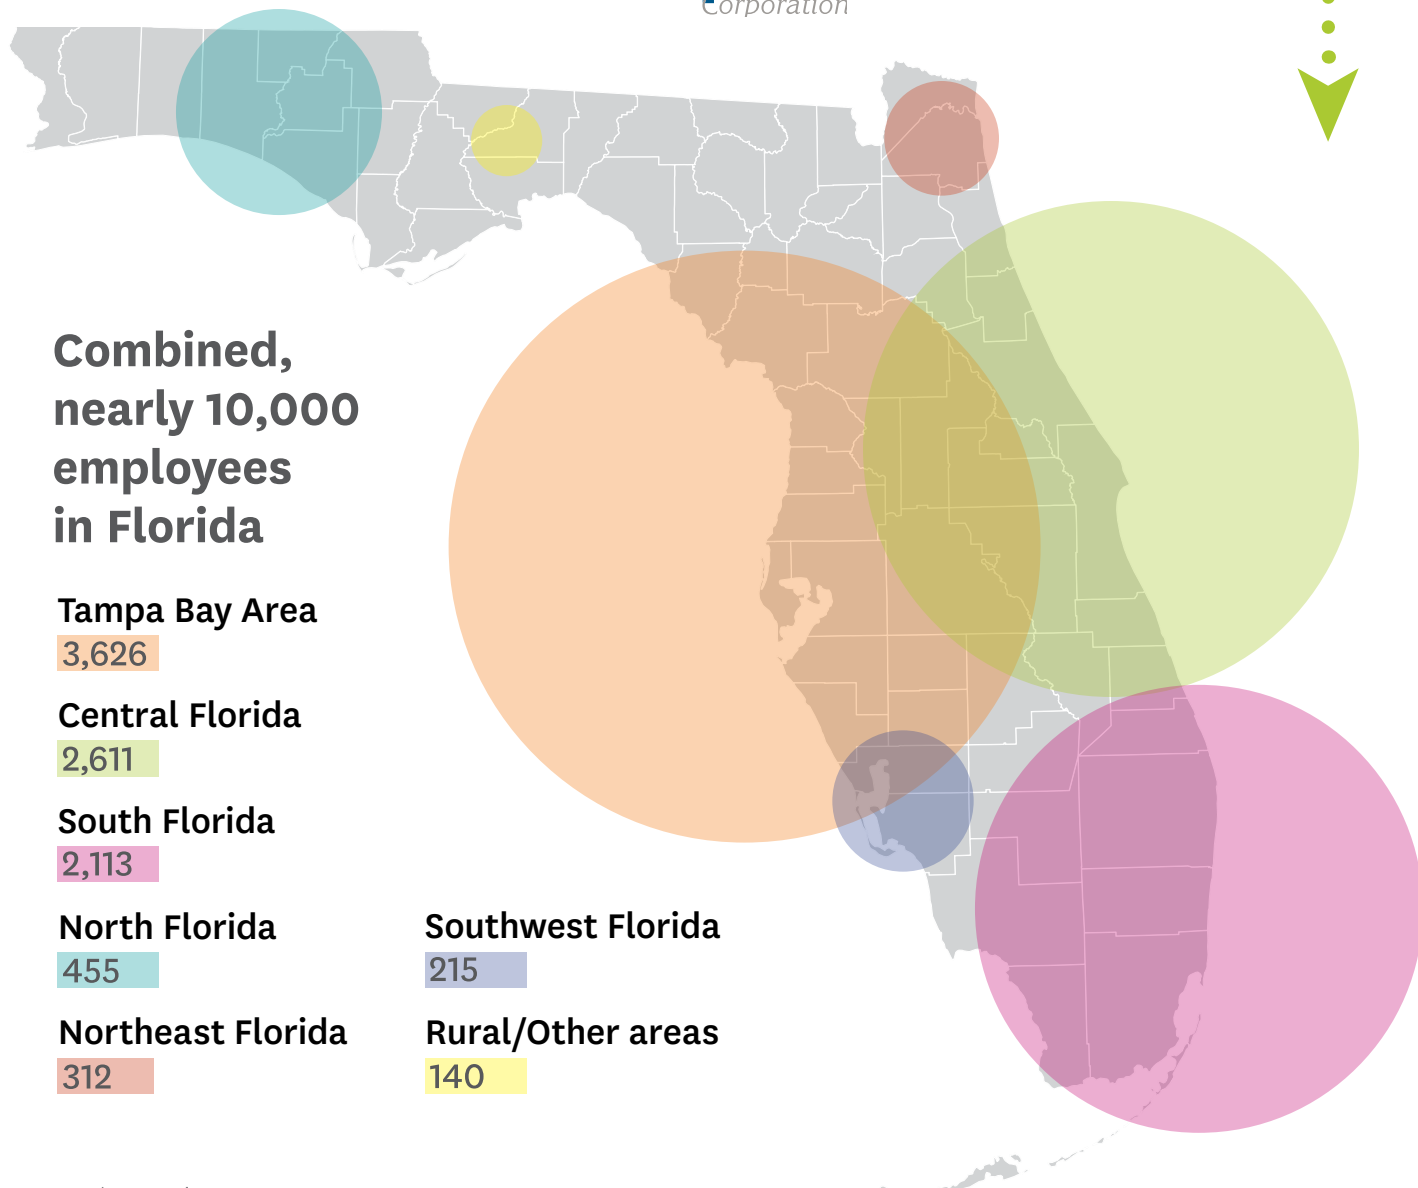 Corporation
Combined,
nearly 10,000
employees
in Florida
Tampa Bay Area
3,626
Central Florida
2,611
South Florida
2,113
North Florida
455
Northeast Florida
312
Southwest Florida
215
Rural/Other areas
140